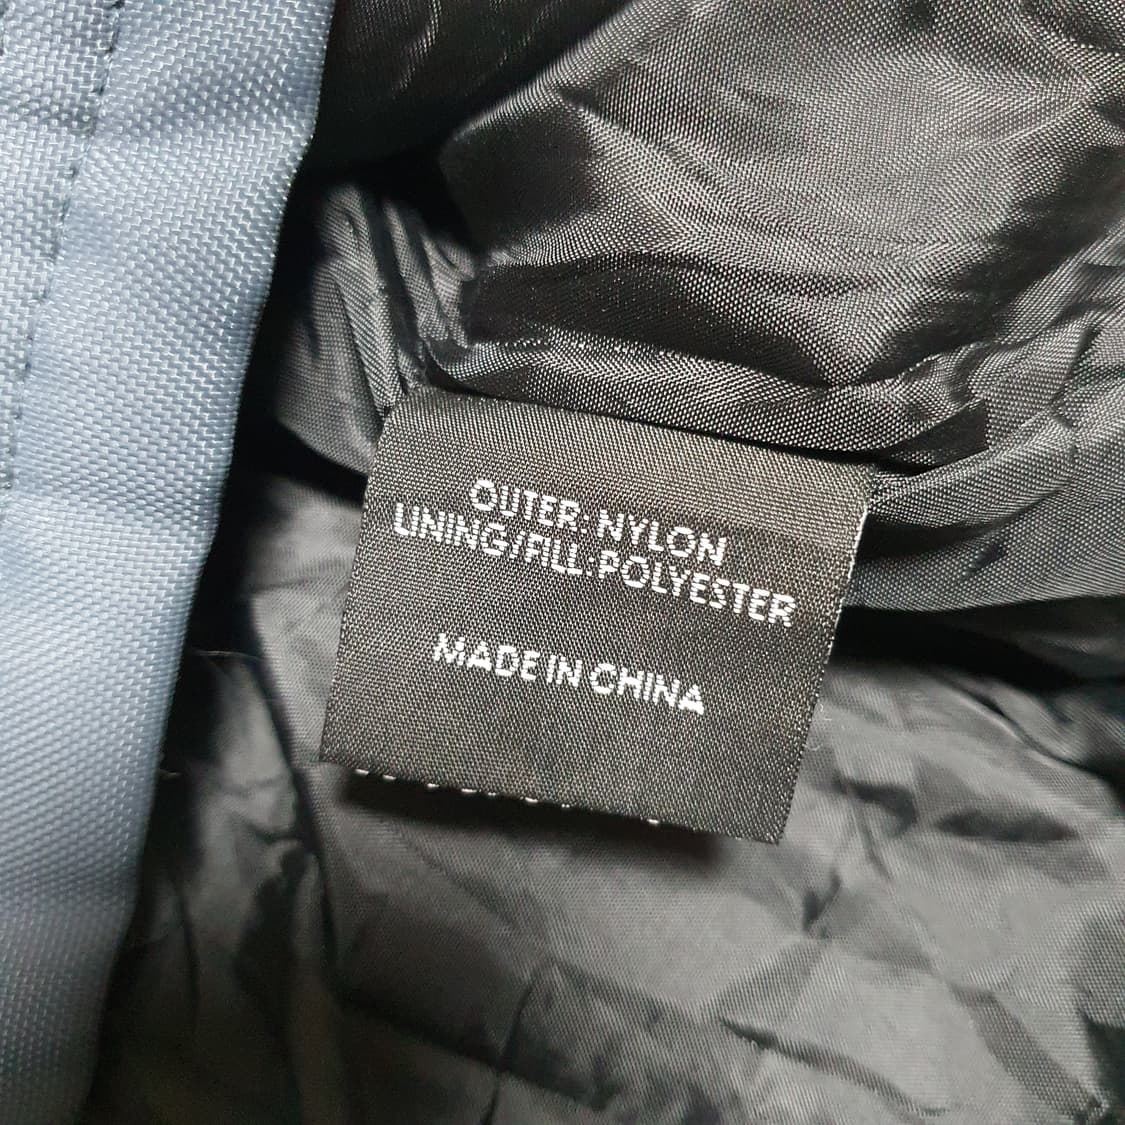 OUTER: NYLON
LINING/FILL: POLYESTER
MADE IN CHINA